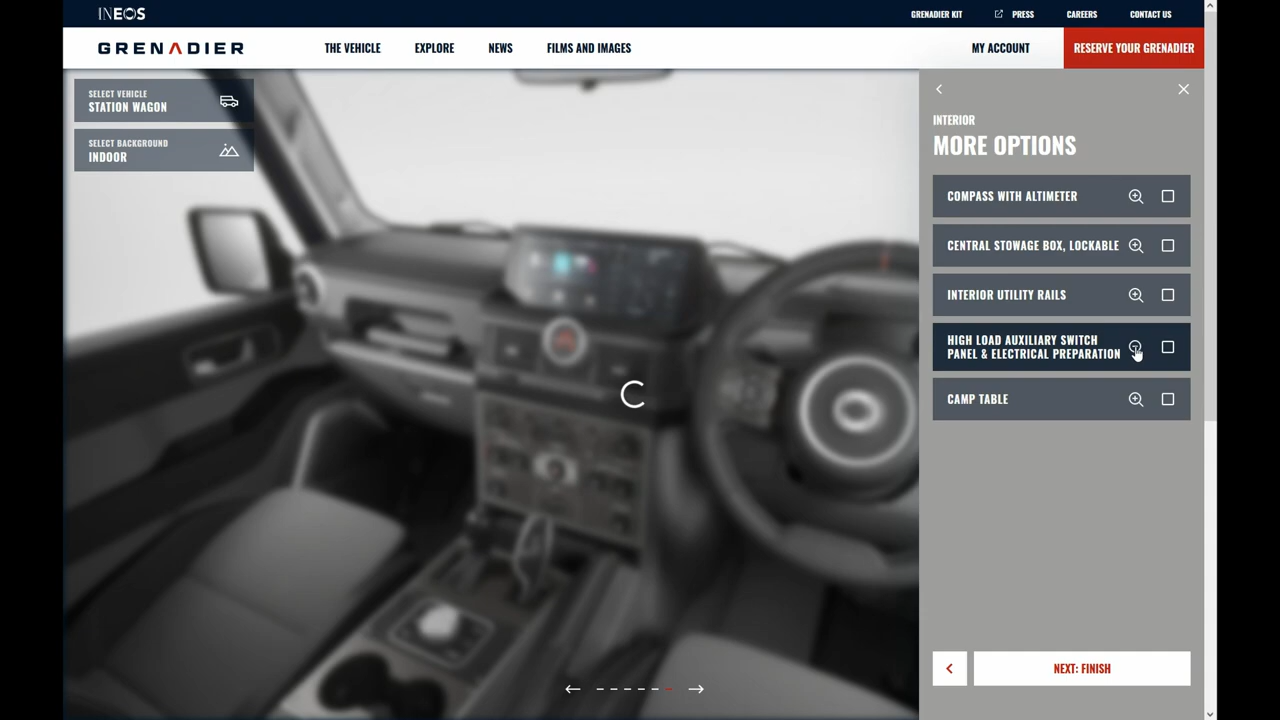 INEOS
GRENADIER KIT
PRESS
CAREERS
CONTACT US
GRENADIER
THE VEHICLE
EXPLORE
NEWS
FILMS AND IMAGES
MY ACCOUNT
RESERVE YOUR GRENADIER
SELECT VEHICLE
STATION WAGON
SELECT BACKGROUND
INDOOR
INTERIOR
MORE OPTIONS
COMPASS WITH ALTIMETER
CENTRAL STOWAGE BOX, LOCKABLE
INTERIOR UTILITY RAILS
HIGH LOAD AUXILIARY SWITCH
PANEL & ELECTRICAL PREPARATION
CAMP TABLE
NEXT: FINISH